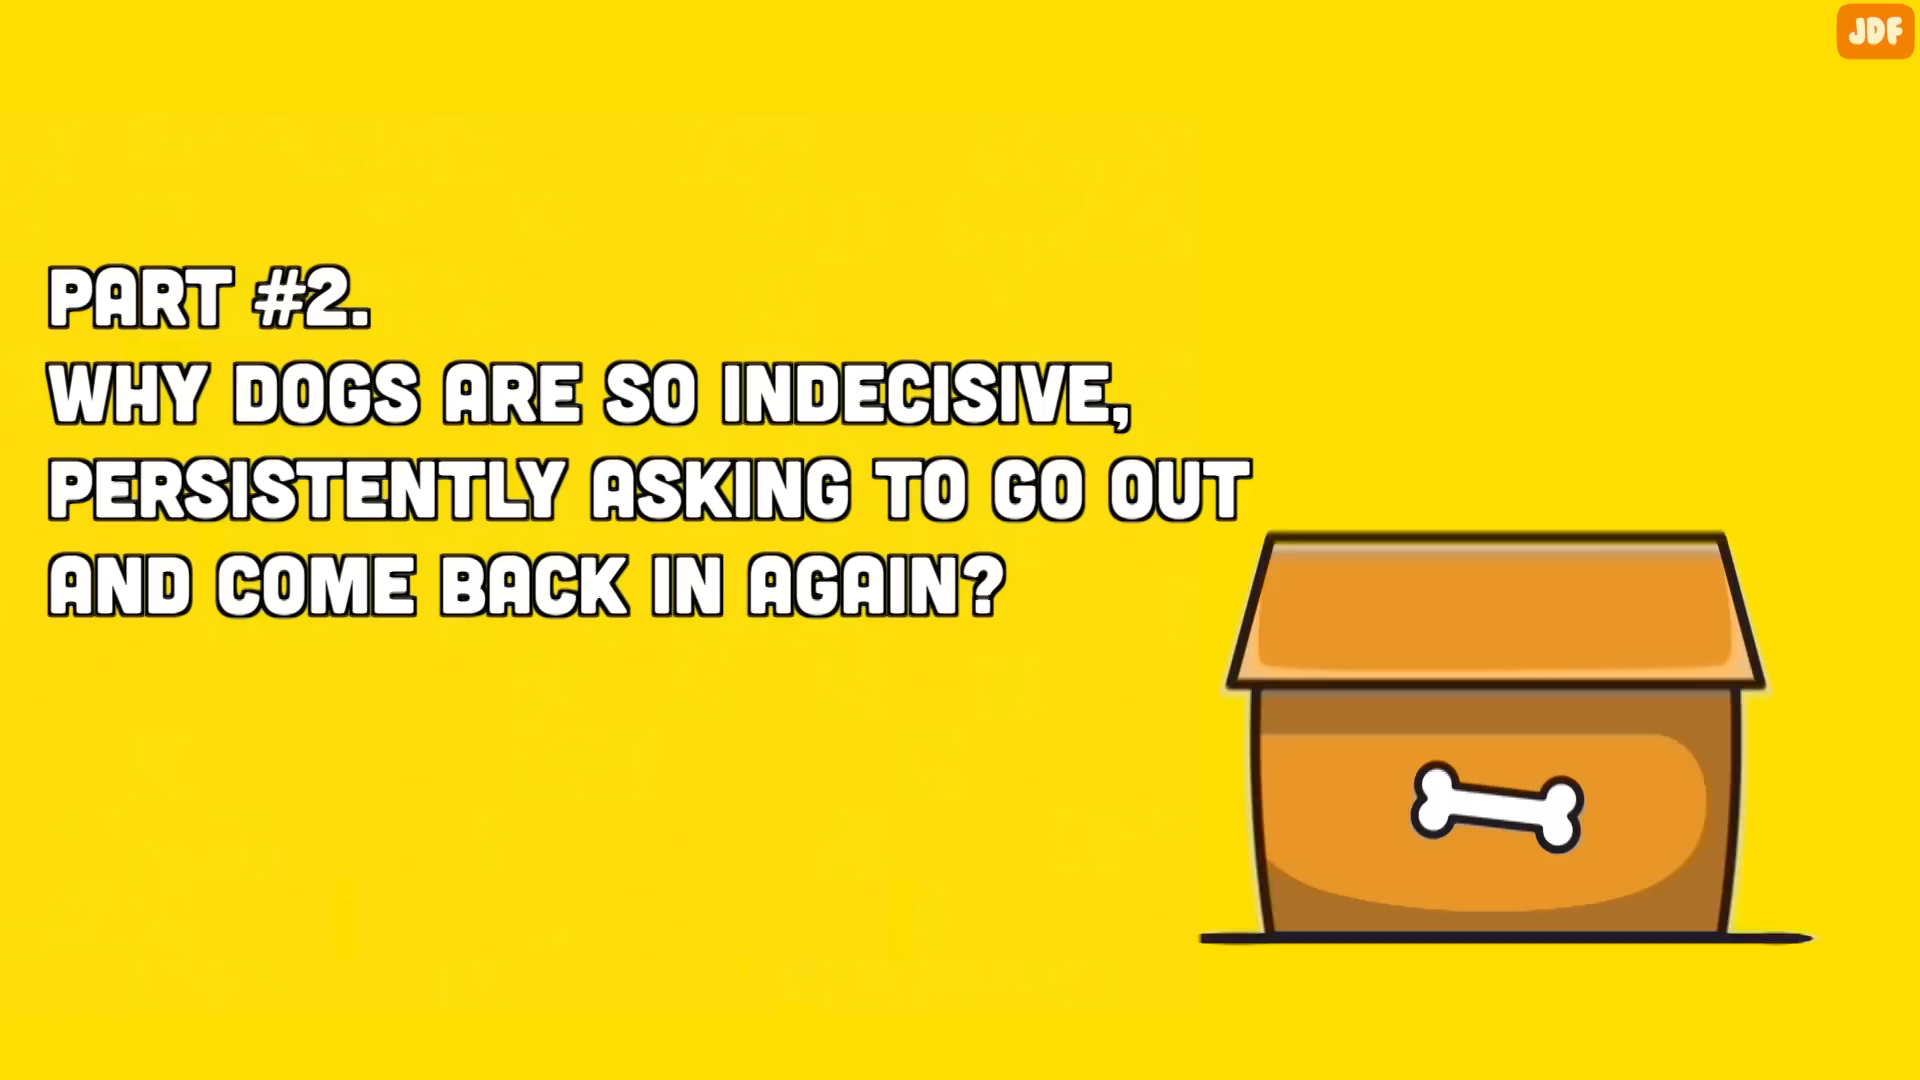 JDF
PART #2.
WHY DOGS ARE SO INDECISIVE,
PERSISTENTLY ASKING TO GO OUT
AND COME BACK IN AGAIN?